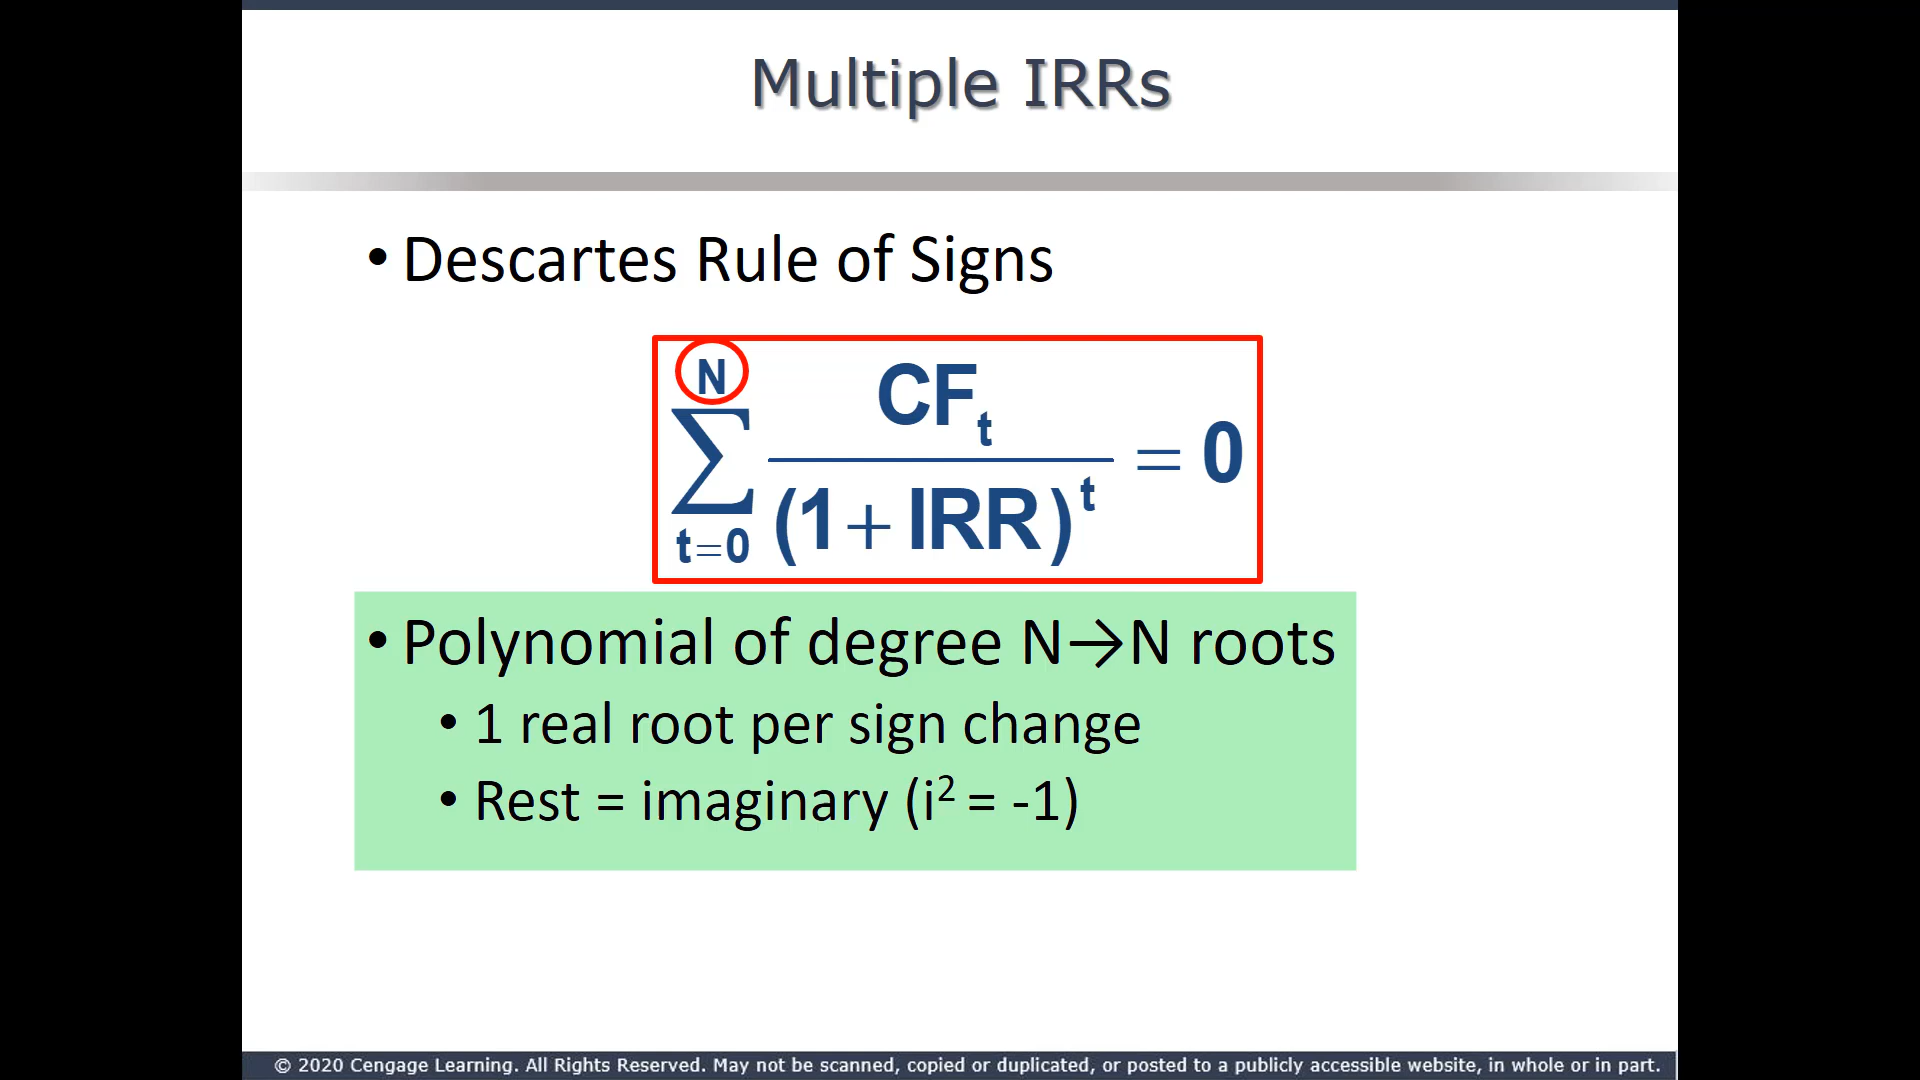 Multiple IRRs
• Descartes Rule of Signs
N
∑ CFₜ / (1 + IRR)ᵗ = 0
t=0
• Polynomial of degree N→N roots
• 1 real root per sign change
• Rest = imaginary (i² = -1)
© 2020 Cengage Learning. All Rights Reserved. May not be scanned, copied or duplicated, or posted to a publicly accessible website, in whole or in part.